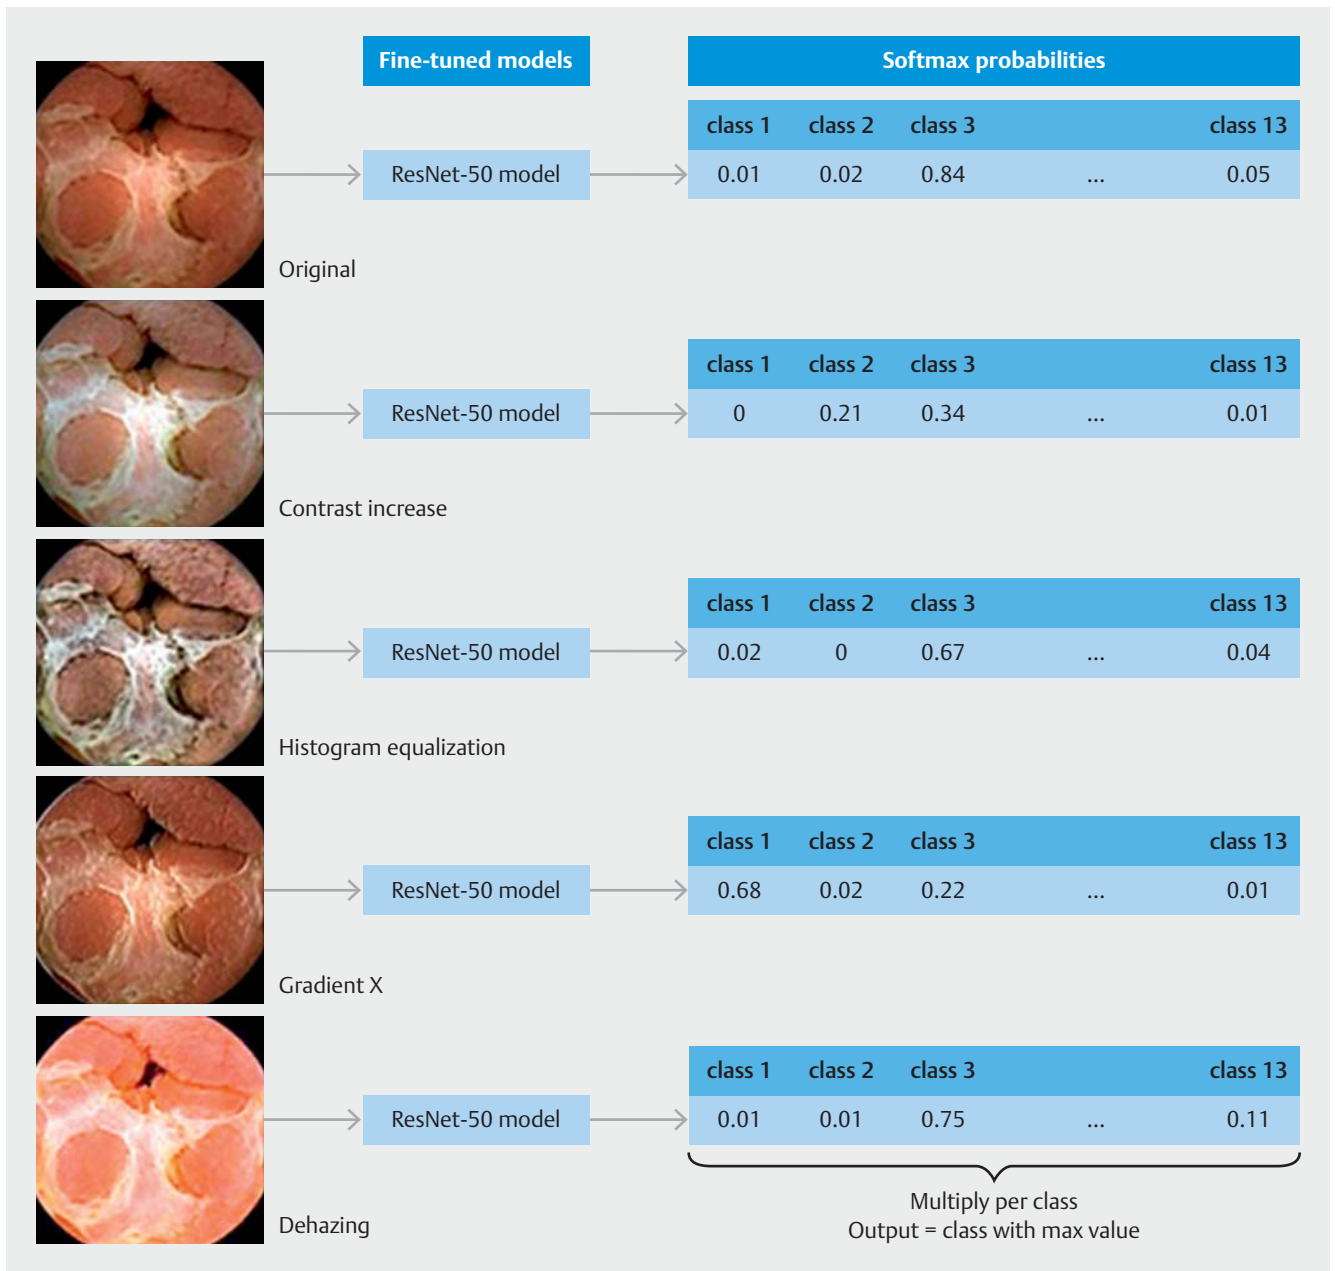 Fine-tuned models
Softmax probabilities
class 1 class 2 class 3 class 13
ResNet-50 model
0.01 0.02 0.84 ... 0.05
Original
class 1 class 2 class 3 class 13
ResNet-50 model
0 0.21 0.34 ... 0.01
Contrast increase
class 1 class 2 class 3 class 13
ResNet-50 model
0.02 0 0.67 ... 0.04
Histogram equalization
class 1 class 2 class 3 class 13
ResNet-50 model
0.68 0.02 0.22 ... 0.01
Gradient X
class 1 class 2 class 3 class 13
ResNet-50 model
0.01 0.01 0.75 ... 0.11
Multiply per class
Output = class with max value
Dehazing